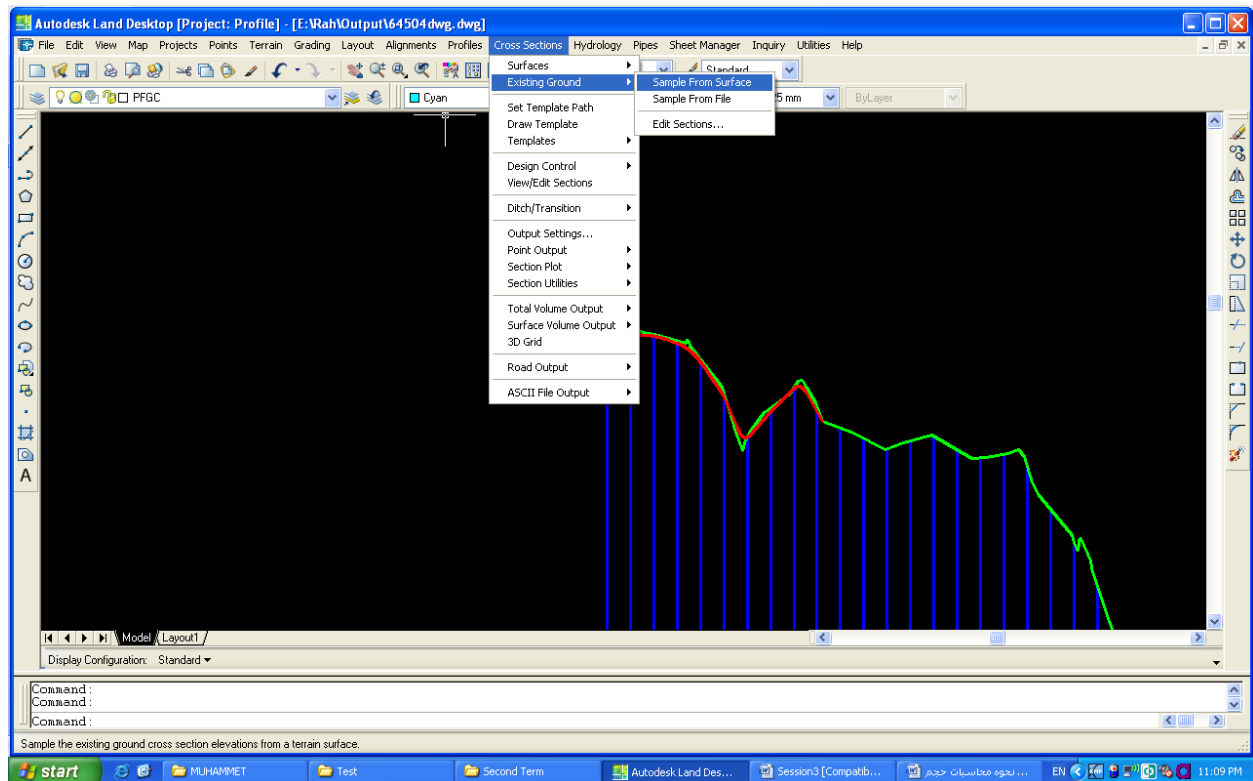 Autodesk Land Desktop [Project: Profile] - [E:\Rah\Output\64504dwg.dwg]
File Edit View Map Projects Points Terrain Grading Layout Alignments Profiles Cross Sections Hydrology Pipes Sheet Manager Inquiry Utilities Help
Standard
PFGC
Cyan
5 mm
ByLayer
Surfaces
Existing Ground
Set Template Path
Draw Template
Templates
Design Control
View/Edit Sections
Ditch/Transition
Output Settings...
Point Output
Section Plot
Section Utilities
Total Volume Output
Surface Volume Output
3D Grid
Road Output
ASCII File Output
Sample From Surface
Sample From File
Edit Sections...
A
Model Layout1
Display Configuration: Standard
Command:
Command:
Command:
Sample the existing ground cross section elevations from a terrain surface.
start MUHAMMET Test Second Term Autodesk Land Des... Session3 [Compatib... نحوه محاسبات حجم ... EN 11:09 PM